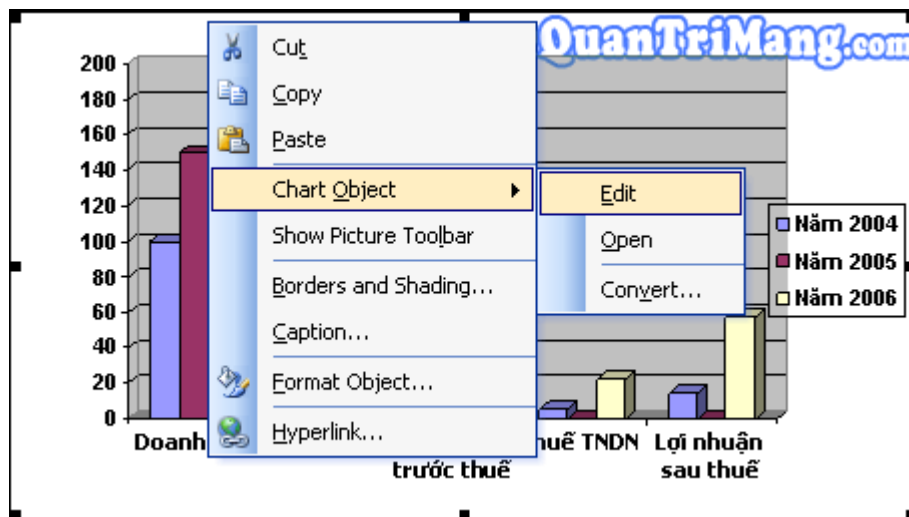 QuanTriMang.com
200
180
160
140
120
100
80
60
40
20
0
Cut
Copy
Paste
Chart Object
Show Picture Toolbar
Borders and Shading...
Caption...
Format Object...
Hyperlink...
Edit
Open
Convert...
Năm 2004
Năm 2005
Năm 2006
Doanh
trước thuế
TNDN
Lợi nhuận
sau thuế